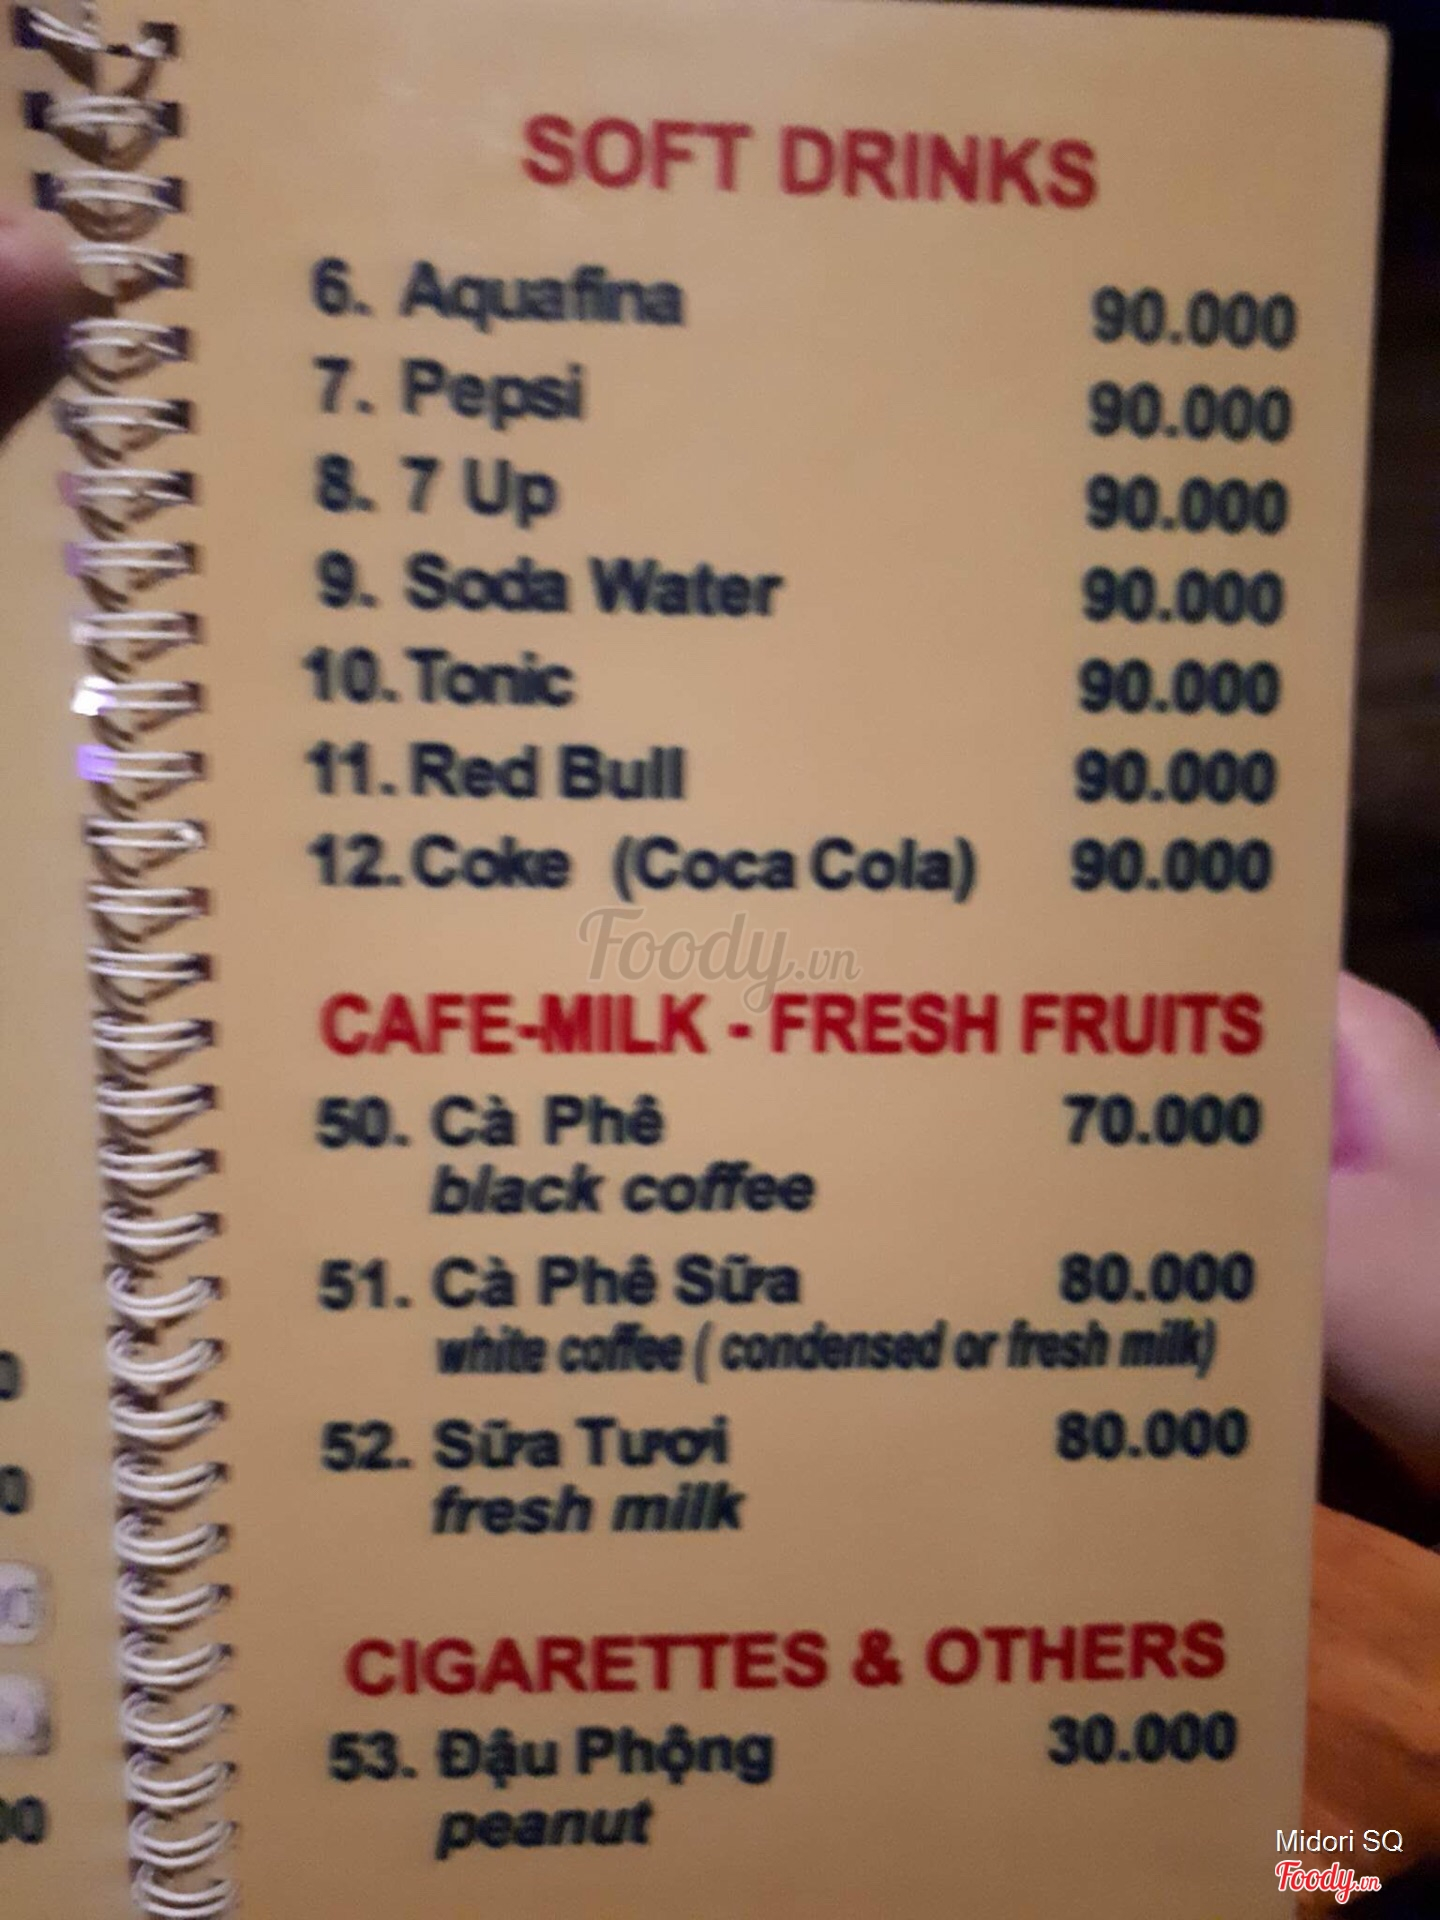 SOFT DRINKS
6. Aquafina 90.000
7. Pepsi 90.000
8. 7 Up 90.000
9. Soda Water 90.000
10. Tonic 90.000
11. Red Bull 90.000
12. Coke (Coca Cola) 90.000
Foody.vn
CAFE-MILK - FRESH FRUITS
50. Cà Phê 70.000
black coffee
51. Cà Phê Sữa 80.000
white coffee ( condensed or fresh milk)
52. Sữa Tươi 80.000
fresh milk
CIGARETTES & OTHERS
53. Đậu Phộng 30.000
peanut
Midori SQ
Foody.vn